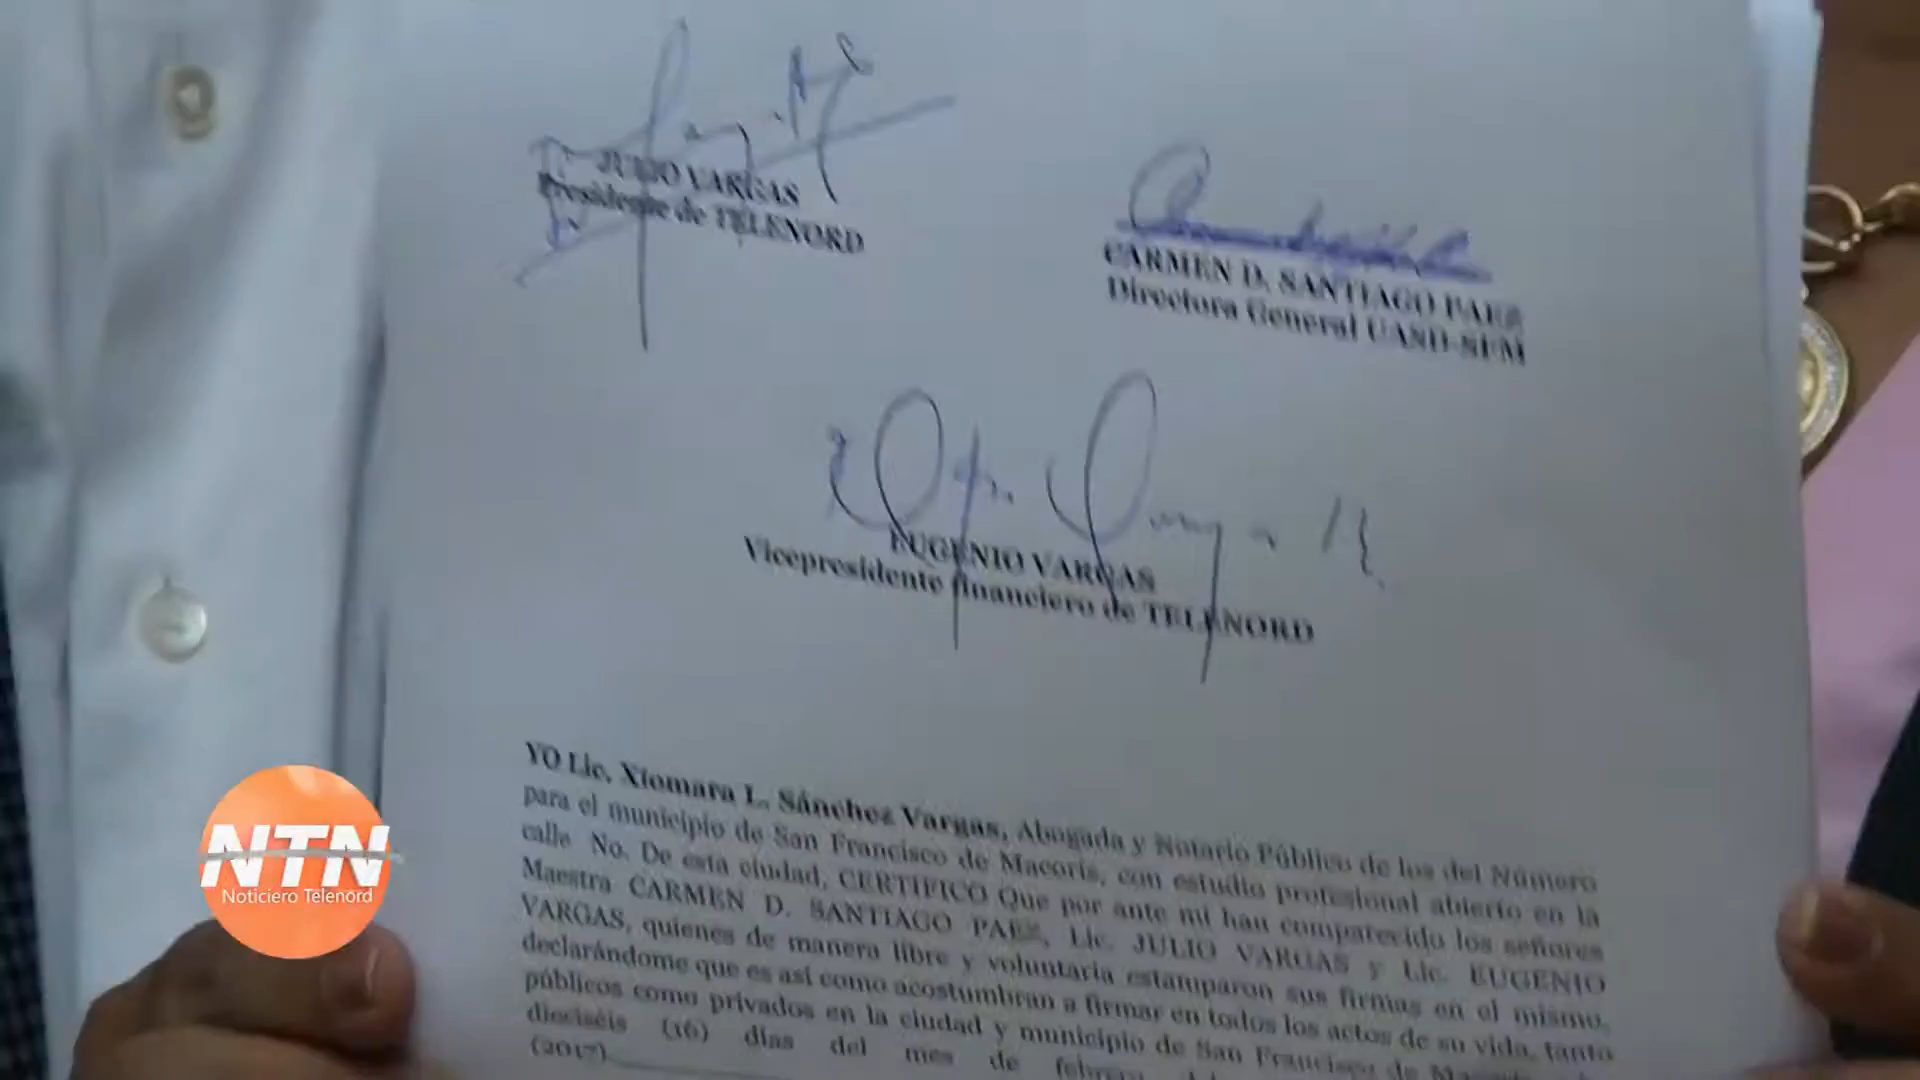 JULIO VARGAS
Presidente de TELENORD
CARMEN D. SANTIAGO PAEZ
Directora General UASD-SFM
EUGENIO VARGAS
Vicepresidente financiero de TELENORD
YO Lic. Xiomara L. Sánchez Vargas, Abogada y Notario Público de los del Número
para el municipio de San Francisco de Macorís, con estudio profesional abierto en la
calle No. De esta ciudad, CERTIFICO Que por ante mi han comparecido los señores
Maestra CARMEN D. SANTIAGO PAEZ, Lic. JULIO VARGAS y Lic. EUGENIO
VARGAS, quienes de manera libre y voluntaria estamparon sus firmas en el mismo,
declarándome que es así como acostumbran a firmar en todos los actos de su vida, tanto
públicos como privados en la ciudad y municipio de San Francisco de
dieciséis (16) días del mes de febrero
(2017)
NTN
Noticiero Telenord